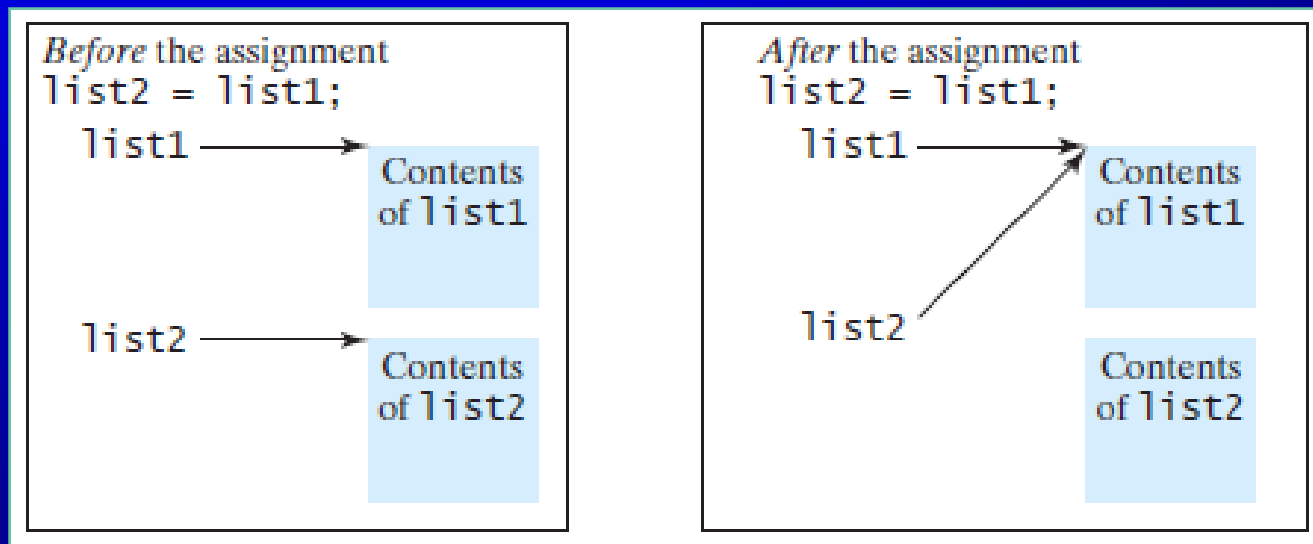 Before the assignment
list2 = list1;
list1
Contents
of list1
list2
Contents
of list2
After the assignment
list2 = list1;
list1
Contents
of list1
list2
Contents
of list2